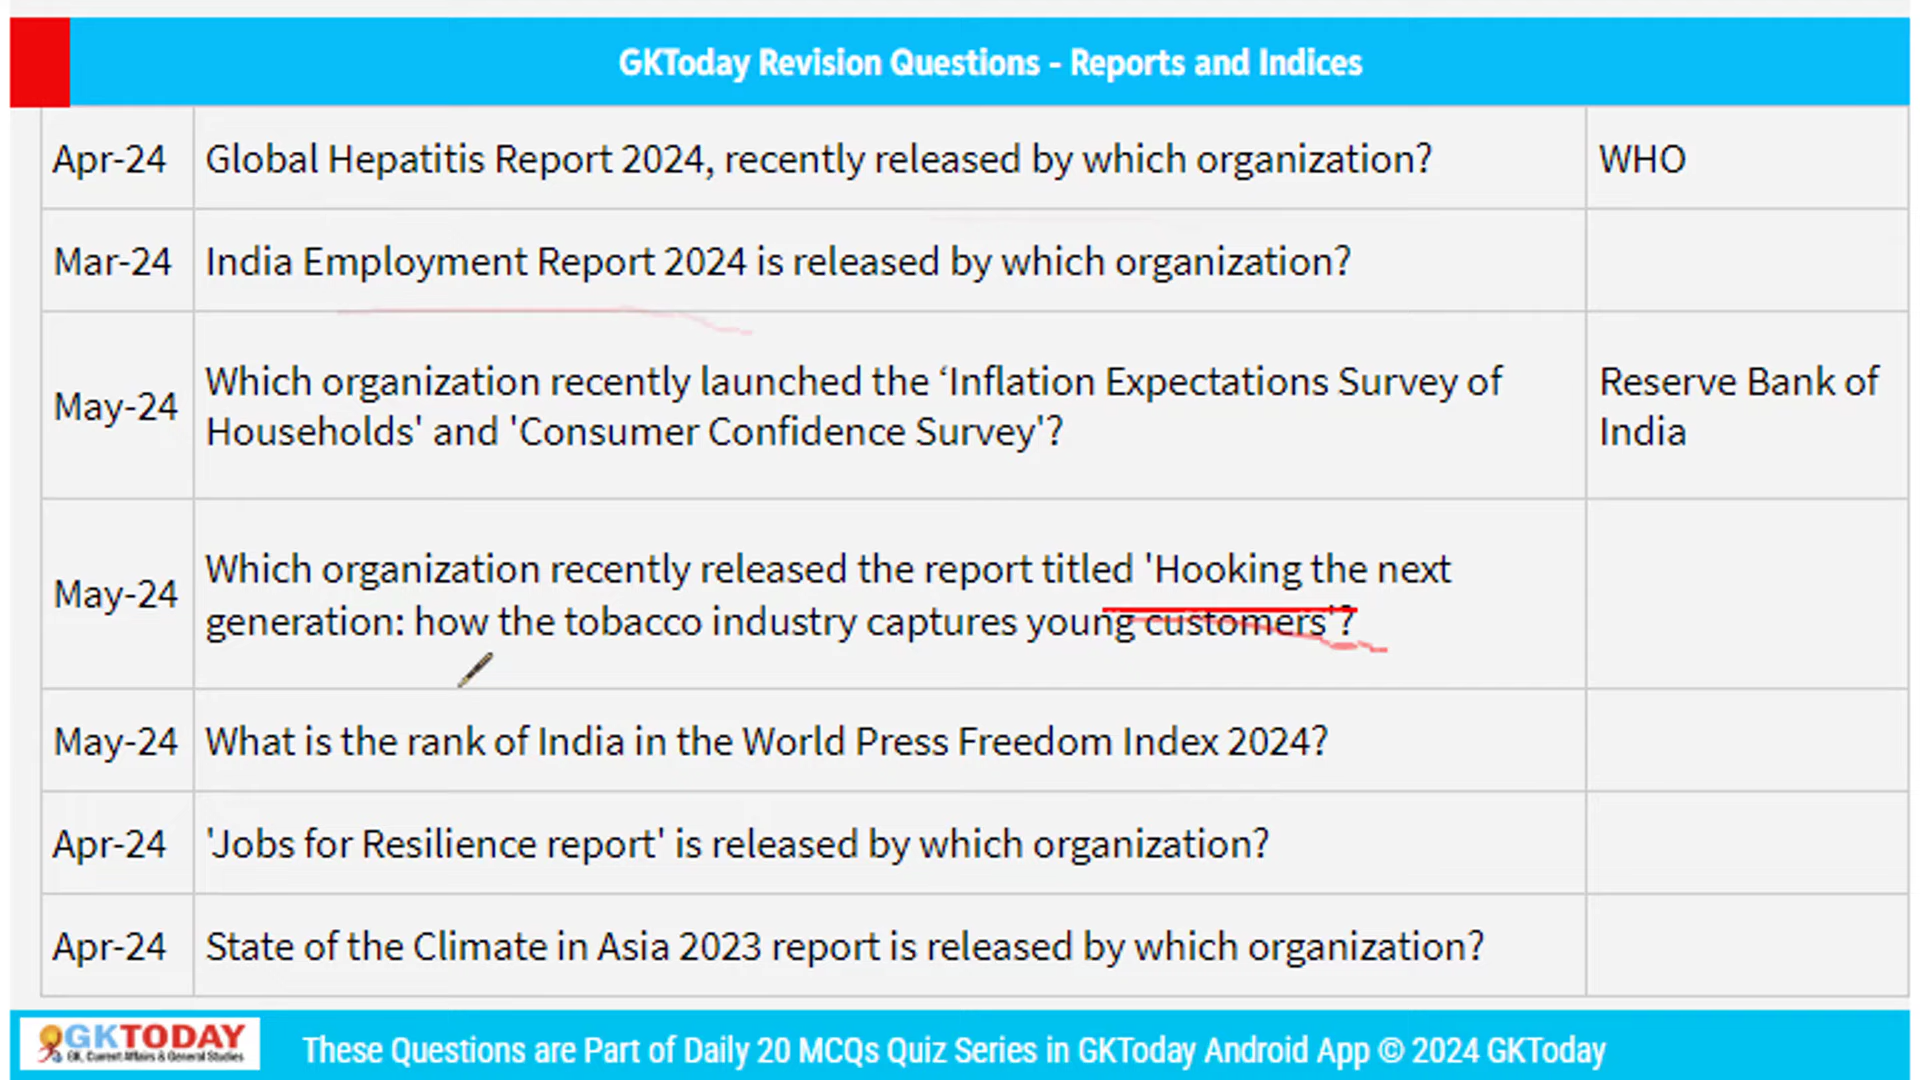 GKToday Revision Questions - Reports and Indices
Apr-24 Global Hepatitis Report 2024, recently released by which organization? WHO
Mar-24 India Employment Report 2024 is released by which organization?
May-24 Which organization recently launched the ‘Inflation Expectations Survey of Households' and 'Consumer Confidence Survey'? Reserve Bank of India
May-24 Which organization recently released the report titled 'Hooking the next generation: how the tobacco industry captures young customers'?
May-24 What is the rank of India in the World Press Freedom Index 2024?
Apr-24 'Jobs for Resilience report' is released by which organization?
Apr-24 State of the Climate in Asia 2023 report is released by which organization?
GKTODAY
GK, Current Affairs & General Studies
These Questions are Part of Daily 20 MCQs Quiz Series in GKToday Android App © 2024 GKToday